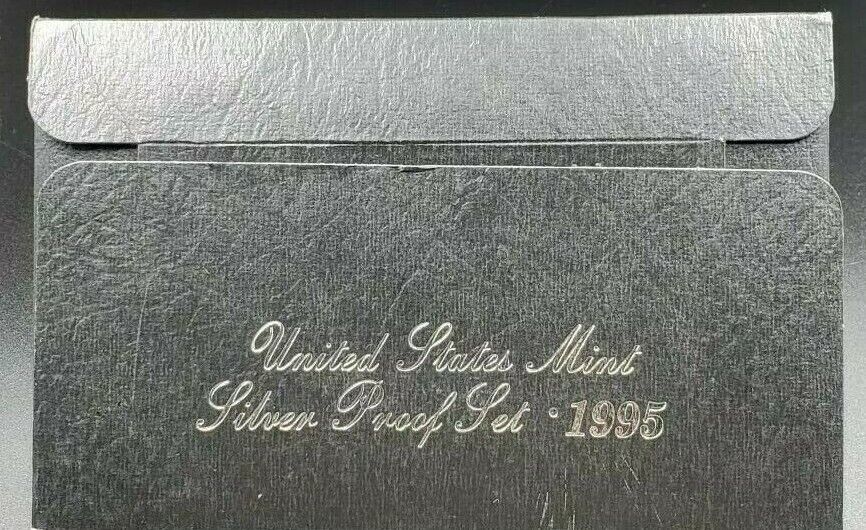 United States Mint
Silver Proof Set · 1995